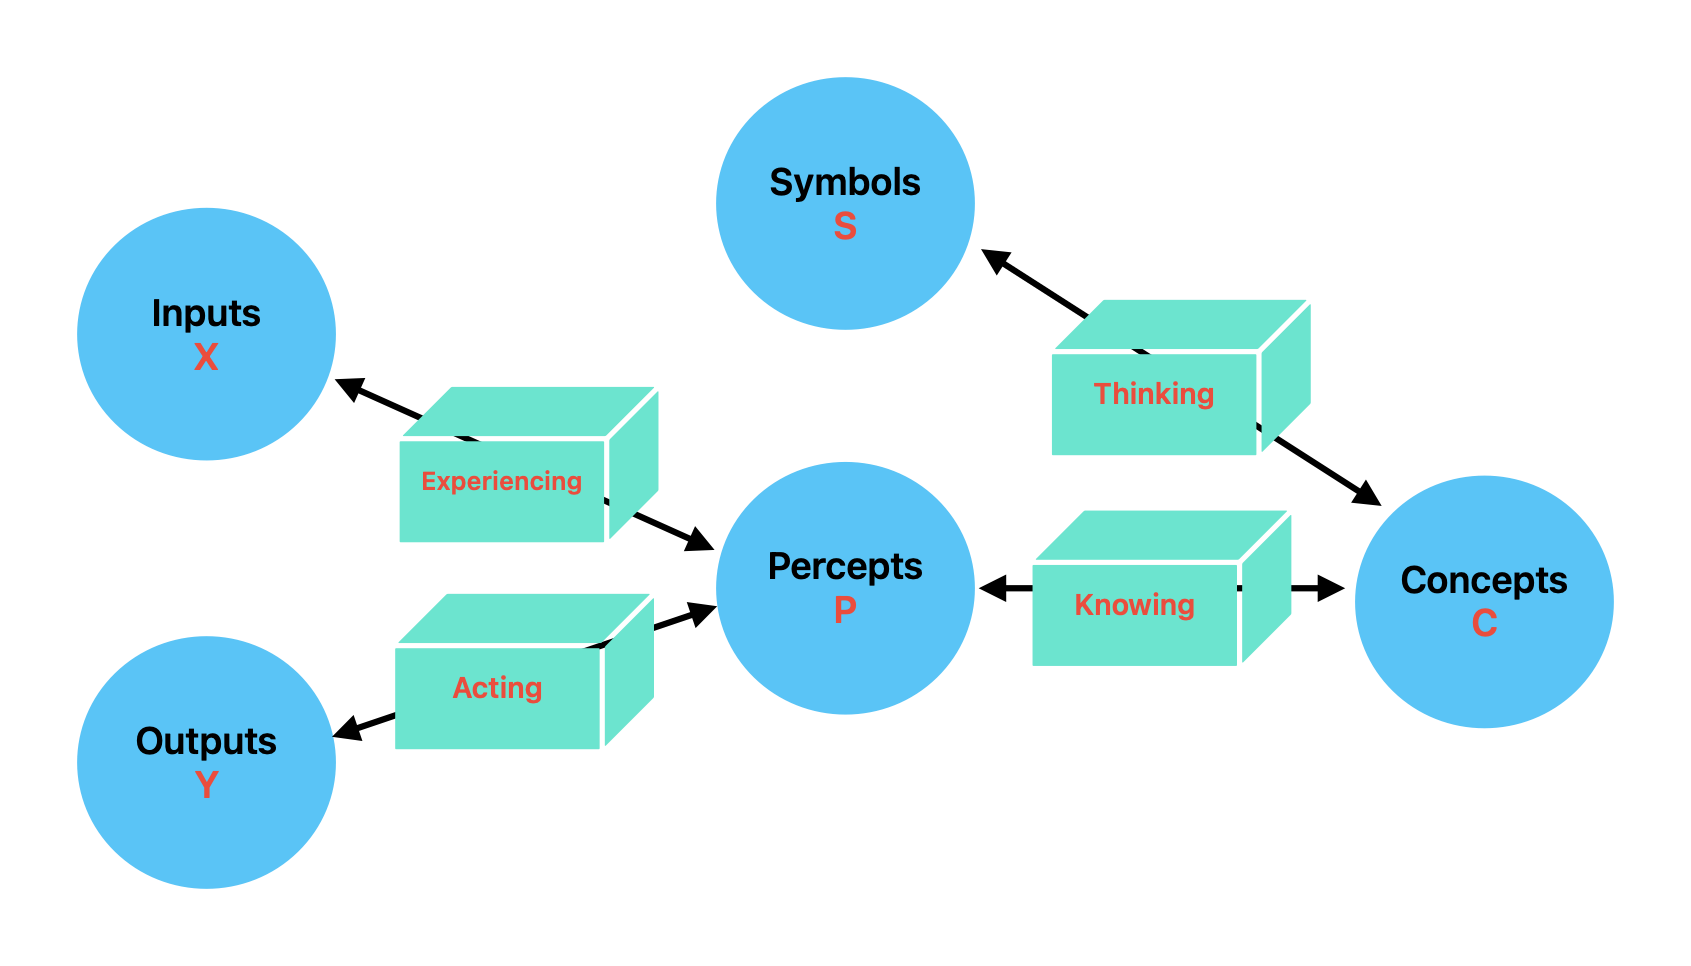 Symbols
S
Inputs
X
Thinking
Experiencing
Percepts
P
Knowing
Concepts
C
Acting
Outputs
Y